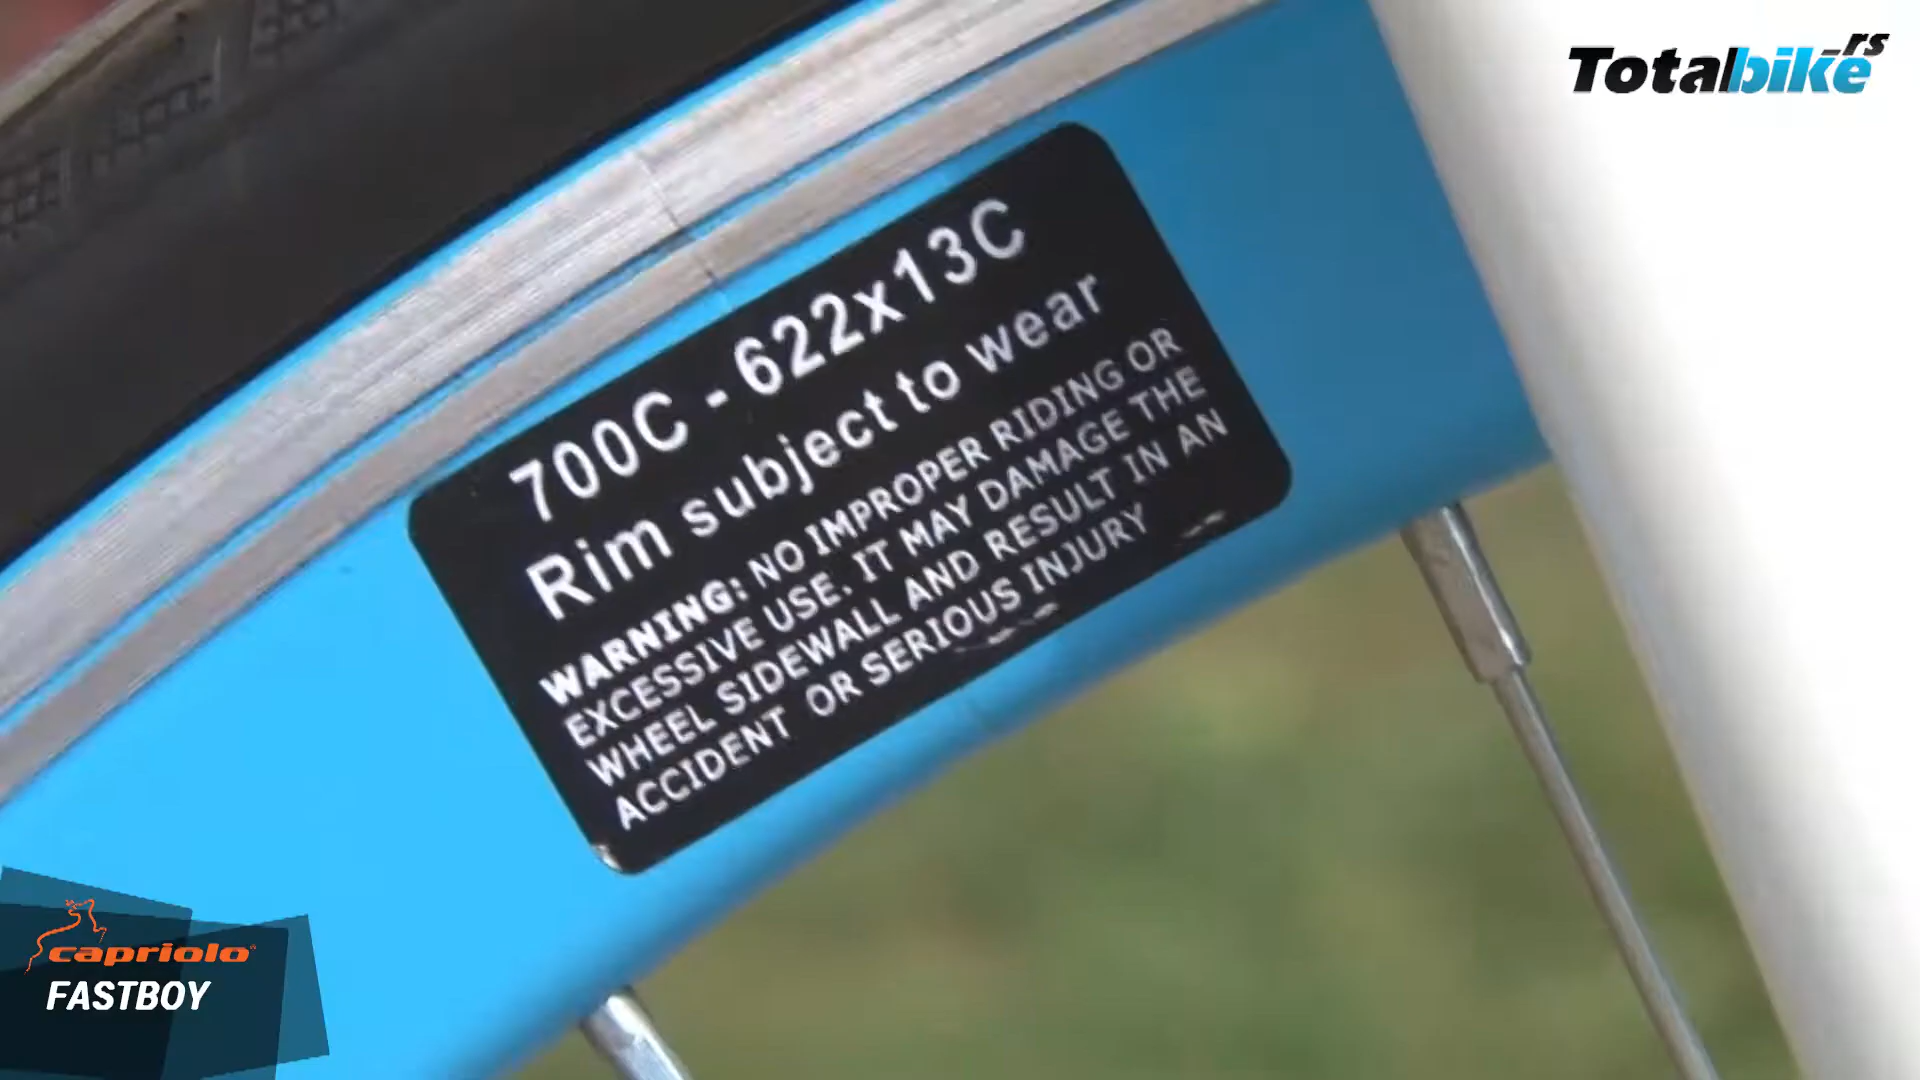 Totalbike.rs
700C - 622x13C
Rim subject to wear
WARNING: NO IMPROPER RIDING OR
EXCESSIVE USE. IT MAY DAMAGE THE
WHEEL SIDEWALL AND RESULT IN AN
ACCIDENT OR SERIOUS INJURY
capriolo
FASTBOY